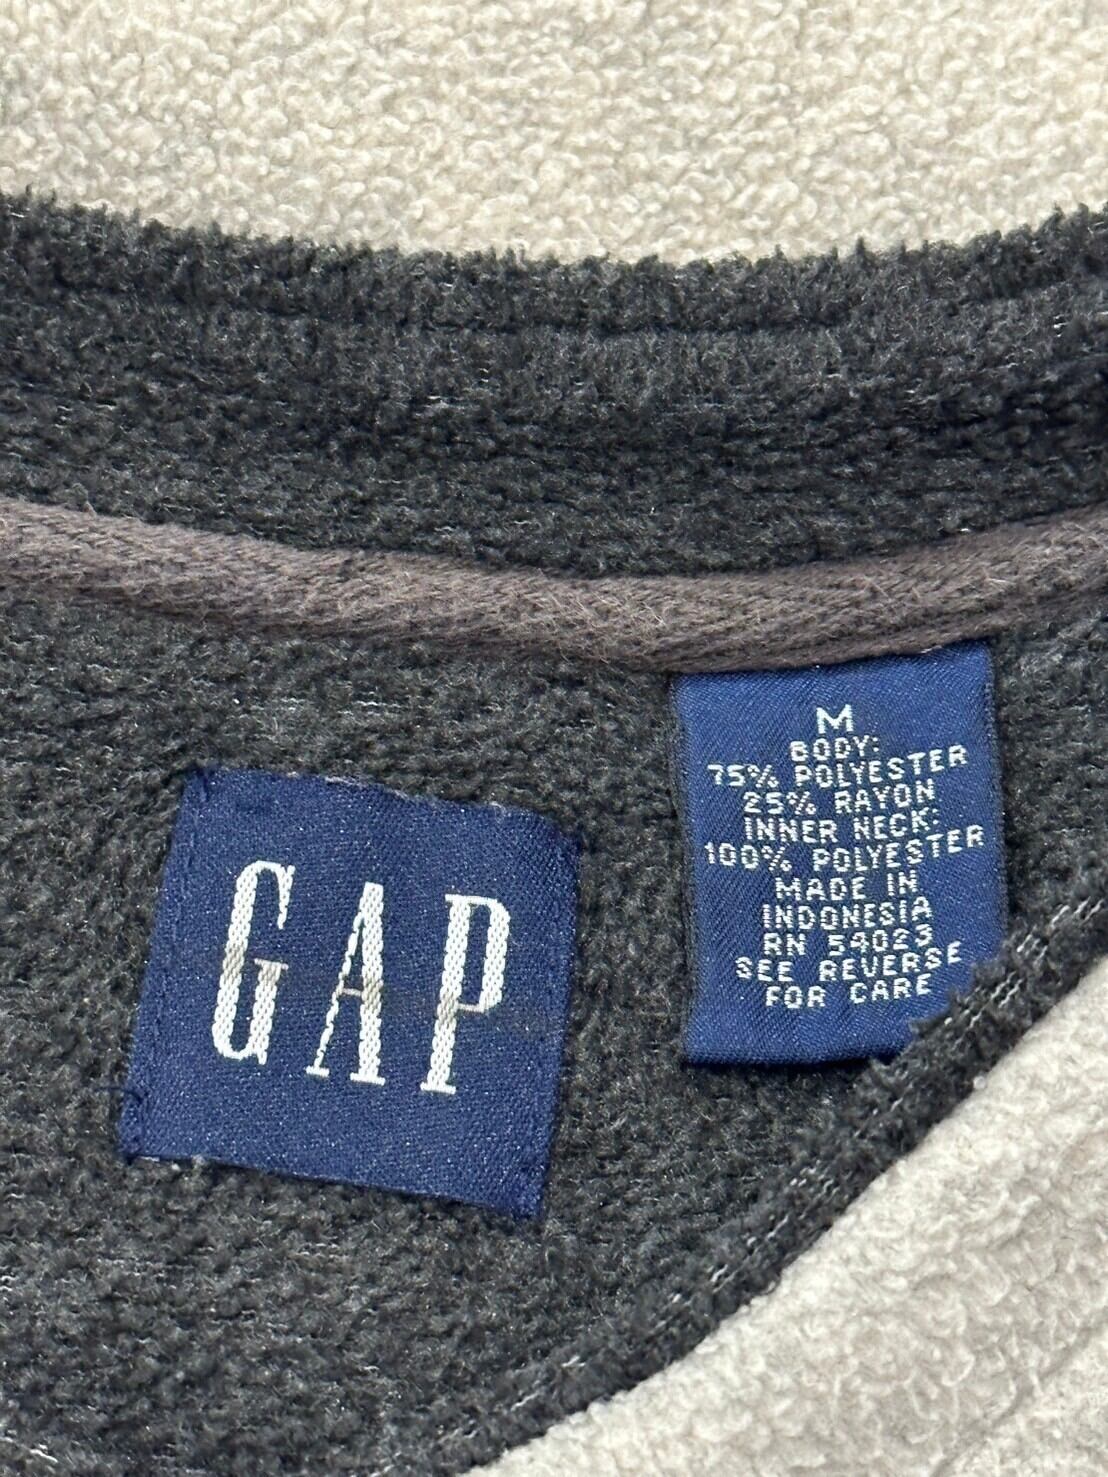 GAP
M
BODY:
75% POLYESTER
25% RAYON
INNER NECK:
100% POLYESTER
MADE IN
INDONESIA
RN 54023
SEE REVERSE
FOR CARE